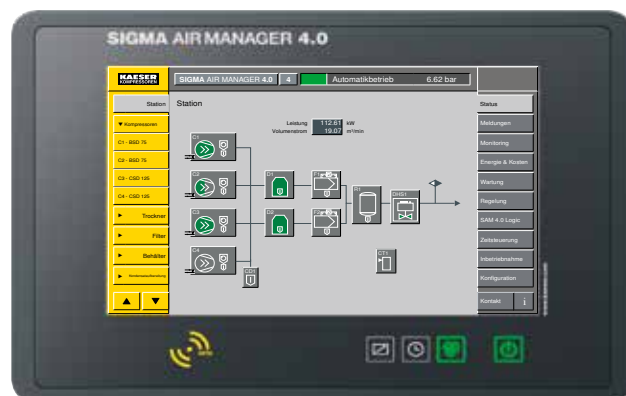 SIGMA AIR MANAGER 4.0
KAESER
KOMPRESSOREN
SIGMA AIR MANAGER 4.0 4 Automatikbetrieb 6.62 bar
Station
Station
Status
Leistung 112.61 kW
Volumenstrom 19.07 m³/min
▼ Kompressoren
C1 - BSD 75
C2 - BSD 75
C3 - CSD 125
C4 - CSD 125
► Trockner
► Filter
► Behälter
C1
C2
C3
C4
D1
D2
F1
R1
DHS1
CT1
CD1
Meldungen
Monitoring
Energie & Kosten
Wartung
Regelung
SAM 4.0 Logic
Zeitsteuerung
Inbetriebnahme
Konfiguration
Kontakt i